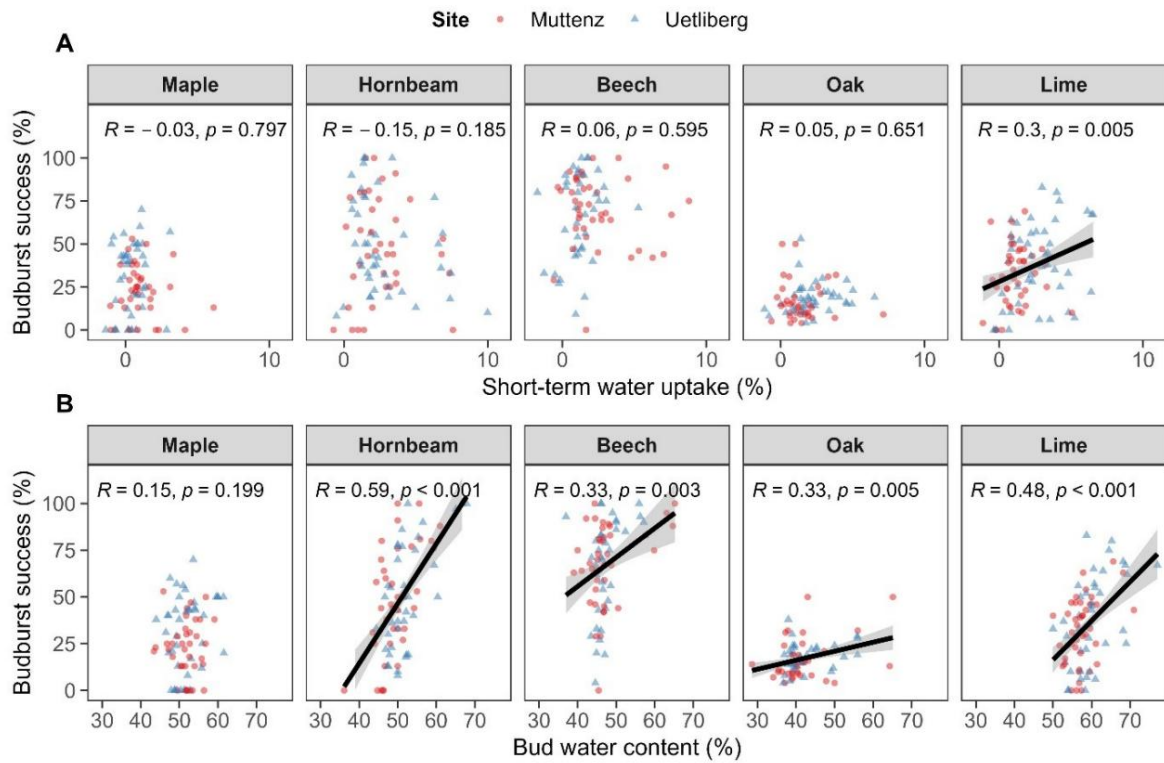 Site Muttenz Uetliberg
A
Maple Hornbeam Beech Oak Lime
R = − 0.03, p = 0.797 R = − 0.15, p = 0.185 R = 0.06, p = 0.595 R = 0.05, p = 0.651 R = 0.3, p = 0.005
Budburst success (%)
100
75
50
25
0
0 10 0 10 0 10 0 10 0 10
Short-term water uptake (%)
B
Maple Hornbeam Beech Oak Lime
R = 0.15, p = 0.199 R = 0.59, p < 0.001 R = 0.33, p = 0.003 R = 0.33, p = 0.005 R = 0.48, p < 0.001
Budburst success (%)
100
75
50
25
0
30 40 50 60 70 30 40 50 60 70 30 40 50 60 70 30 40 50 60 70 30 40 50 60 70
Bud water content (%)